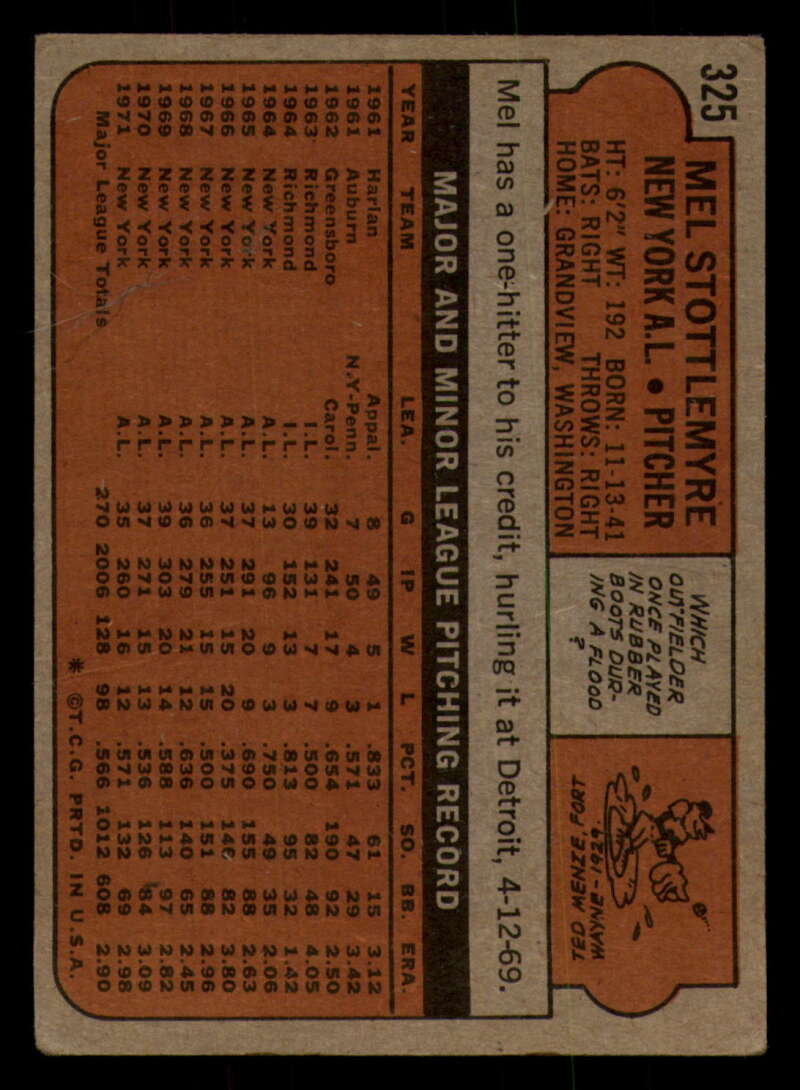 325
MEL STOTTLEMYRE
NEW YORK A.L. • PITCHER
HT: 6'2" WT: 192 BORN: 11-13-41
BATS: RIGHT THROWS: RIGHT
HOME: GRANDVIEW, WASHINGTON
WHICH
OUTFIELDER
ONCE PLAYED
IN RUBBER
BOOTS DUR-
ING A FLOOD
?
TED MENZE, FORT
WAYNE - 1924.
Mel has a one-hitter to his credit, hurling it at Detroit, 4-12-69.
MAJOR AND MINOR LEAGUE PITCHING RECORD
YEAR TEAM LEA. G IP W L PCT. SO. BB. ERA.
1961 Harlan Appal. 8 49 5 1 .833 61 15 3.12
1961 Auburn N.Y-Penn. 7 50 4 3 .571 47 29 3.42
1962 Greensboro Carol. 32 241 17 9 .654 190 92 2.50
1963 Richmond I.L. 39 131 7 7 .500 82 48 4.05
1964 Richmond I.L. 30 152 13 3 .813 95 32 1.42
1964 New York A.L. 13 96 9 3 .750 49 35 2.06
1965 New York A.L. 37 291 20 9 .690 155 88 2.63
1966 New York A.L. 37 251 15 20 .375 146 82 3.80
1967 New York A.L. 36 255 15 15 .500 151 88 2.96
1968 New York A.L. 36 279 21 12 .636 140 65 2.45
1969 New York A.L. 39 303 20 14 .588 113 97 2.82
1970 New York A.L. 37 271 15 13 .536 126 84 3.09
1971 New York A.L. 35 260 16 12 .571 132 69 2.98
Major League Totals 270 2006 128 98 .566 1012 608 2.90
* ©T.C.G. PRTD. IN U.S.A.